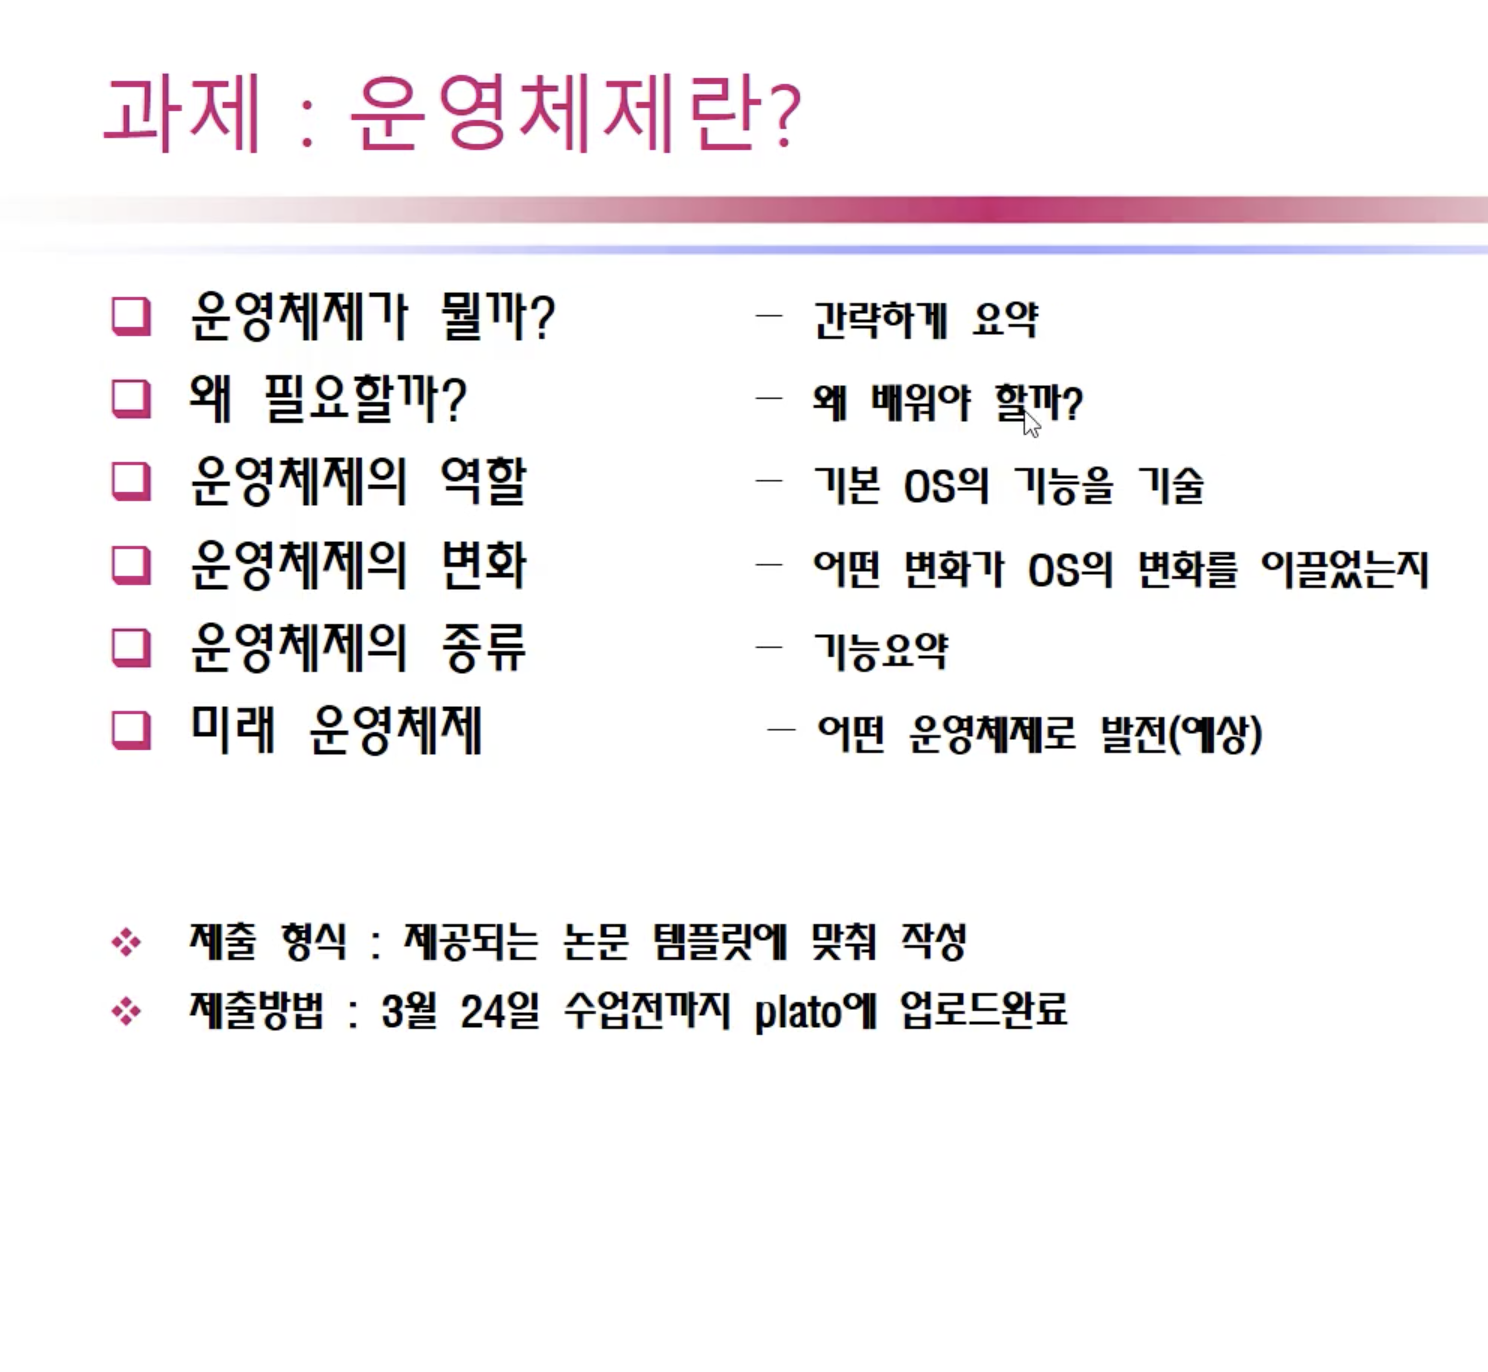 과제 : 운영체제란?
❑ 운영체제가 뭘까? – 간략하게 요약
❑ 왜 필요할까? – 왜 배워야 할까?
❑ 운영체제의 역할 – 기본 OS의 기능을 기술
❑ 운영체제의 변화 – 어떤 변화가 OS의 변화를 이끌었는지
❑ 운영체제의 종류 – 기능요약
❑ 미래 운영체제 – 어떤 운영체제로 발전(예상)
❖ 제출 형식 : 제공되는 논문 템플릿에 맞춰 작성
❖ 제출방법 : 3월 24일 수업전까지 plato에 업로드완료